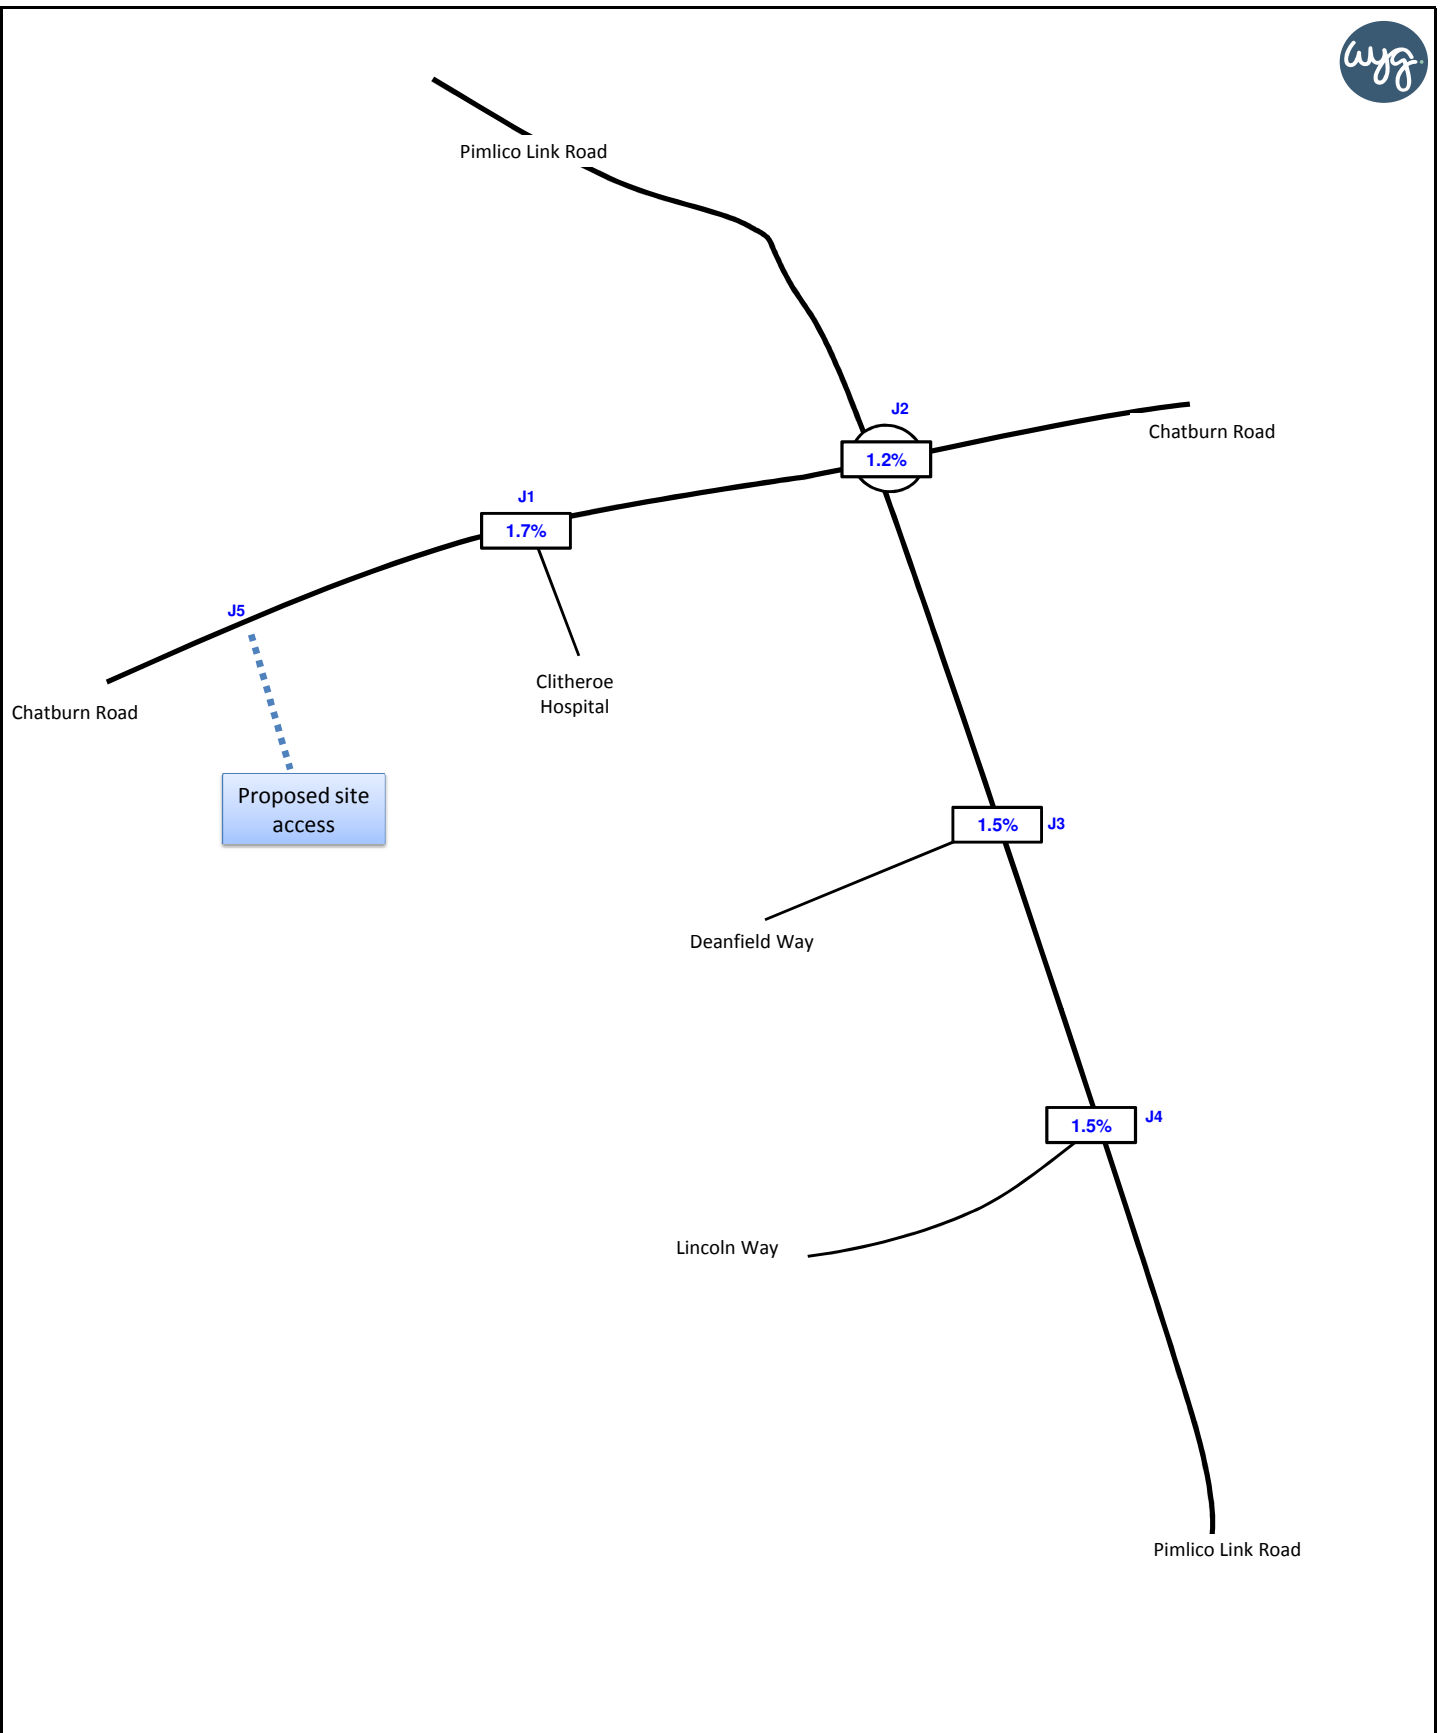 wyg.
Pimlico Link Road
J2
Chatburn Road
1.2%
J1
1.7%
J5
Clitheroe
Hospital
Chatburn Road
Proposed site
access
1.5%
J3
Deanfield Way
J4
1.5%
Lincoln Way
Pimlico Link Road